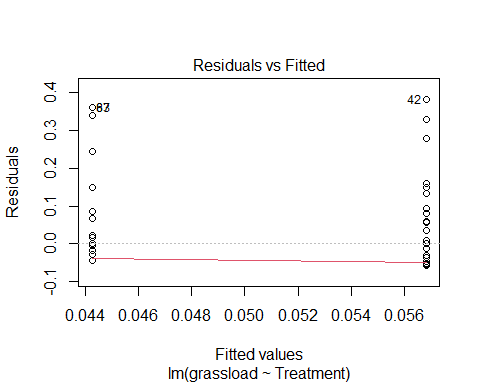 Residuals vs Fitted
Residuals
0.4
0.3
0.2
0.1
0.0
-0.1
42
0.044 0.046 0.048 0.050 0.052 0.054 0.056
Fitted values
lm(grassload ~ Treatment)